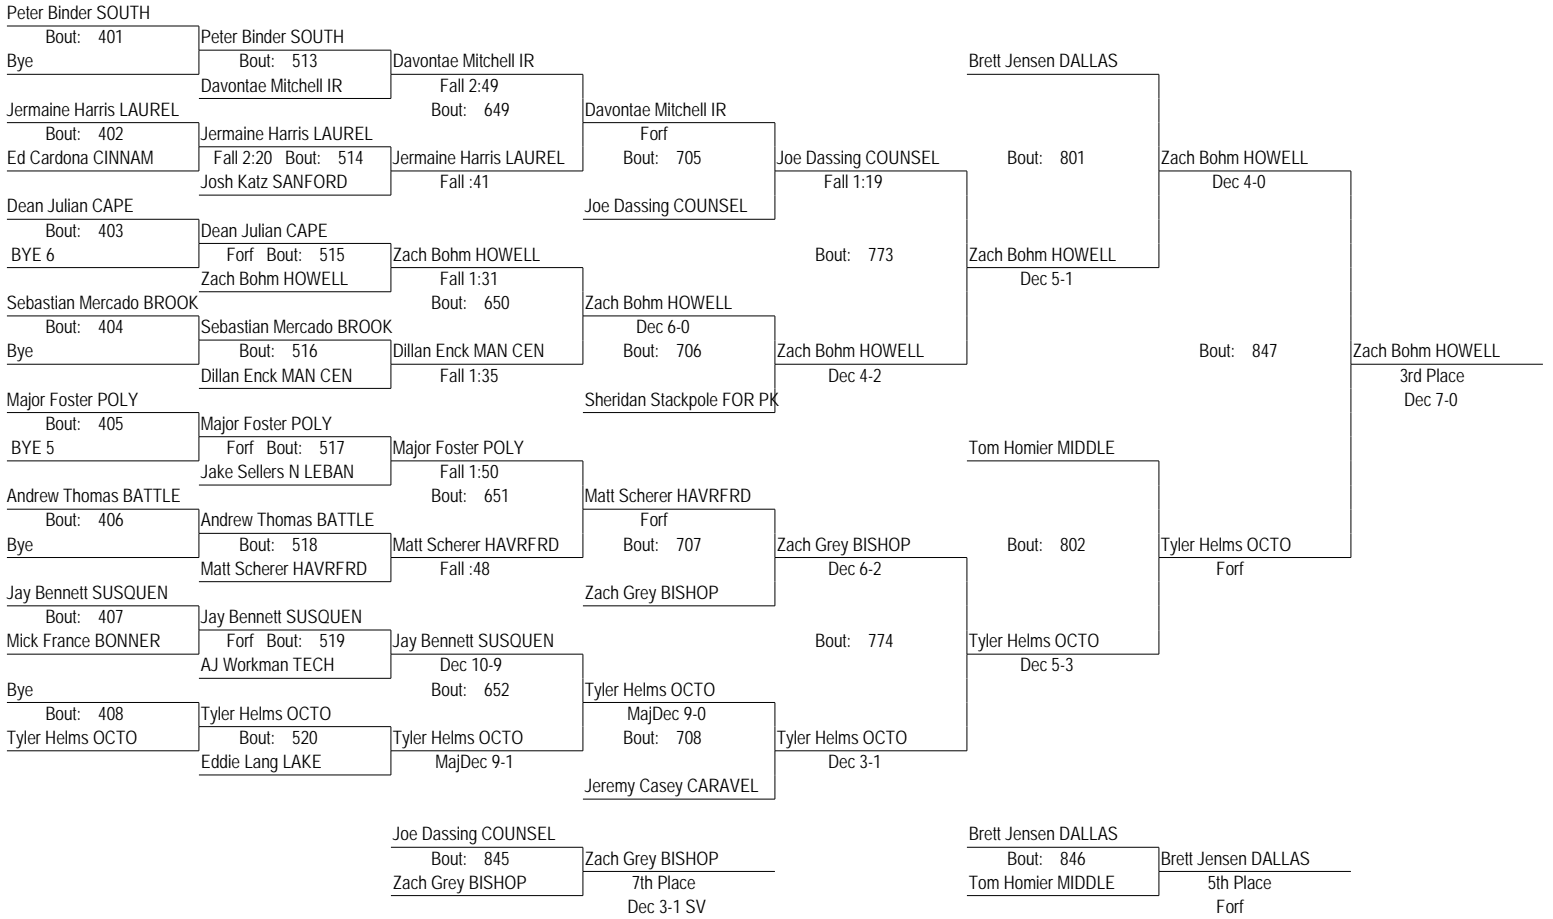 Peter Binder SOUTH
Bout: 401
Peter Binder SOUTH
Bye
Bout: 513
Davontae Mitchell IR
Brett Jensen DALLAS
Davontae Mitchell IR
Fall 2:49
Jermaine Harris LAUREL
Bout: 649
Davontae Mitchell IR
Bout: 402
Jermaine Harris LAUREL
Forf
Ed Cardona CINNAM
Fall 2:20 Bout: 514
Jermaine Harris LAUREL
Bout: 705
Joe Dassing COUNSEL
Bout: 801
Zach Bohm HOWELL
Josh Katz SANFORD
Fall :41
Fall 1:19
Dec 4-0
Dean Julian CAPE
Joe Dassing COUNSEL
Bout: 403
Dean Julian CAPE
BYE 6
Forf Bout: 515
Zach Bohm HOWELL
Bout: 773
Zach Bohm HOWELL
Zach Bohm HOWELL
Fall 1:31
Dec 5-1
Sebastian Mercado BROOK
Bout: 650
Zach Bohm HOWELL
Bout: 404
Sebastian Mercado BROOK
Dec 6-0
Bye
Bout: 516
Dillan Enck MAN CEN
Bout: 706
Zach Bohm HOWELL
Bout: 847
Zach Bohm HOWELL
Dillan Enck MAN CEN
Fall 1:35
Dec 4-2
3rd Place
Major Foster POLY
Sheridan Stackpole FOR PK
Dec 7-0
Bout: 405
Major Foster POLY
BYE 5
Forf Bout: 517
Major Foster POLY
Tom Homier MIDDLE
Jake Sellers N LEBAN
Fall 1:50
Andrew Thomas BATTLE
Bout: 651
Matt Scherer HAVRFRD
Bout: 406
Andrew Thomas BATTLE
Forf
Bye
Bout: 518
Matt Scherer HAVRFRD
Bout: 707
Zach Grey BISHOP
Bout: 802
Tyler Helms OCTO
Matt Scherer HAVRFRD
Fall :48
Dec 6-2
Forf
Jay Bennett SUSQUEN
Zach Grey BISHOP
Bout: 407
Jay Bennett SUSQUEN
Mick France BONNER
Forf Bout: 519
Jay Bennett SUSQUEN
Bout: 774
Tyler Helms OCTO
AJ Workman TECH
Dec 10-9
Dec 5-3
Bye
Bout: 652
Tyler Helms OCTO
Bout: 408
Tyler Helms OCTO
MajDec 9-0
Tyler Helms OCTO
Bout: 520
Tyler Helms OCTO
Bout: 708
Tyler Helms OCTO
Eddie Lang LAKE
MajDec 9-1
Dec 3-1
Jeremy Casey CARAVEL
Joe Dassing COUNSEL
Brett Jensen DALLAS
Bout: 845
Zach Grey BISHOP
Bout: 846
Brett Jensen DALLAS
Zach Grey BISHOP
7th Place
Tom Homier MIDDLE
5th Place
Dec 3-1 SV
Forf